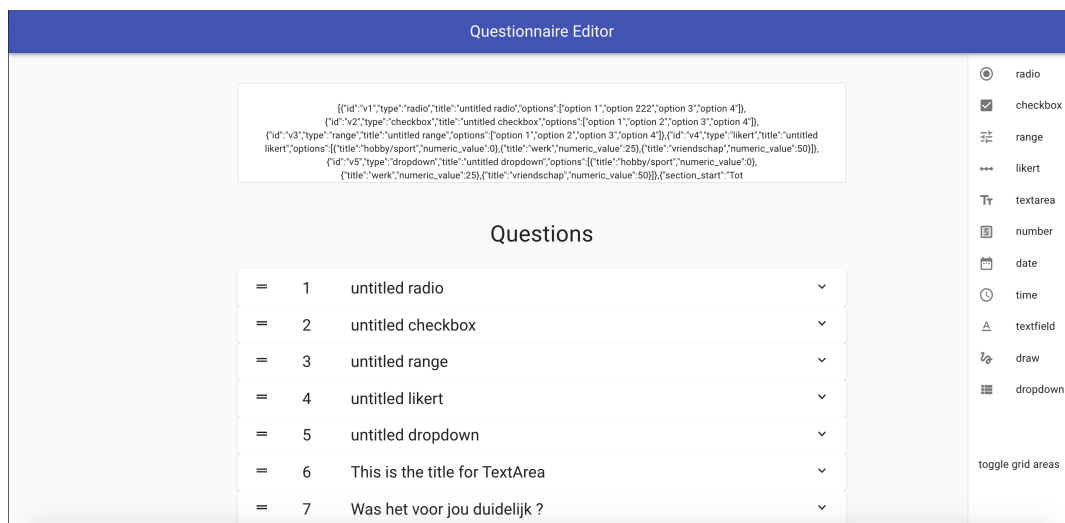 Questionnaire Editor
[{"id":"v1","type":"radio","title":"untitled radio","options":["option 1","option 222","option 3","option 4"]},
{"id":"v2","type":"checkbox","title":"untitled checkbox","options":["option 1","option 2","option 3","option 4"]},
{"id":"v3","type":"range","title":"untitled range","options":["option 1","option 2","option 3","option 4"]},{"id":"v4","type":"likert","title":"untitled
likert","options":[{"title":"hobby/sport","numeric_value":0},{"title":"werk","numeric_value":25},{"title":"vriendschap","numeric_value":50}]},
{"id":"v5","type":"dropdown","title":"untitled dropdown","options":[{"title":"hobby/sport","numeric_value":0},
{"title":"werk","numeric_value":25},{"title":"vriendschap","numeric_value":50}]},{"section_start":"Tot
Questions
1 untitled radio
2 untitled checkbox
3 untitled range
4 untitled likert
5 untitled dropdown
6 This is the title for TextArea
7 Was het voor jou duidelijk ?
radio
checkbox
range
likert
Tт textarea
5 number
date
time
A textfield
draw
dropdown
toggle grid areas